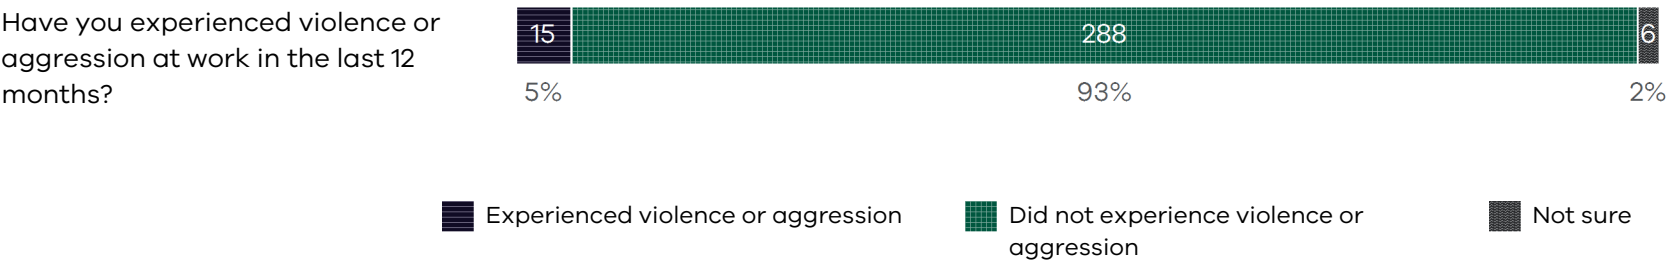 Have you experienced violence or
aggression at work in the last 12
months?
15 288 6
5% 93% 2%
Experienced violence or aggression
Did not experience violence or
aggression
Not sure